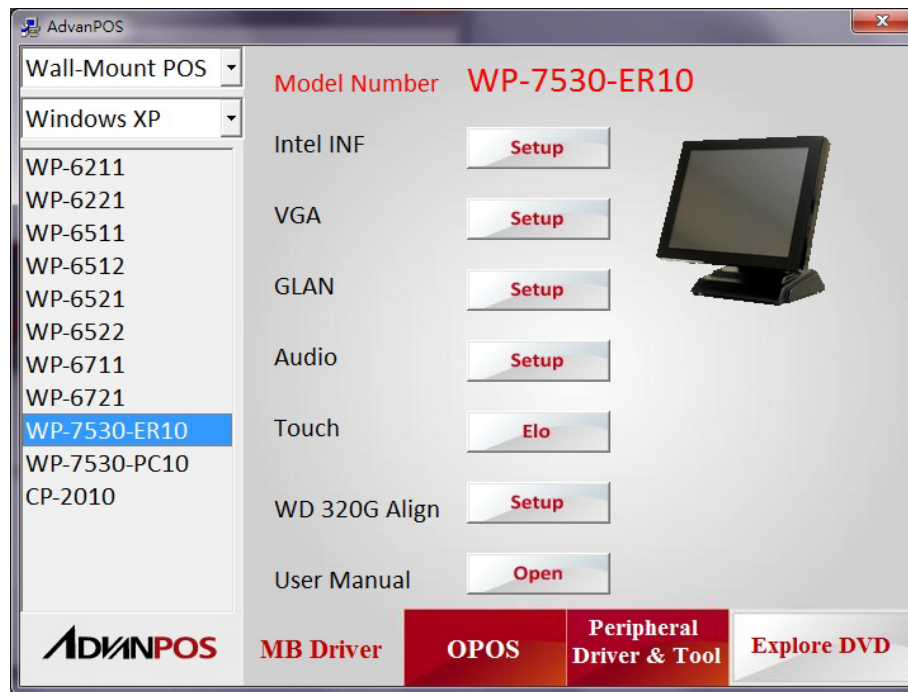 AdvanPOS
Wall-Mount POS
Windows XP
WP-6211
WP-6221
WP-6511
WP-6512
WP-6521
WP-6522
WP-6711
WP-6721
WP-7530-ER10
WP-7530-PC10
CP-2010
Model Number WP-7530-ER10
Intel INF Setup
VGA Setup
GLAN Setup
Audio Setup
Touch Elo
WD 320G Align Setup
User Manual Open
ADVANPOS
MB Driver
OPOS
Peripheral
Driver & Tool
Explore DVD